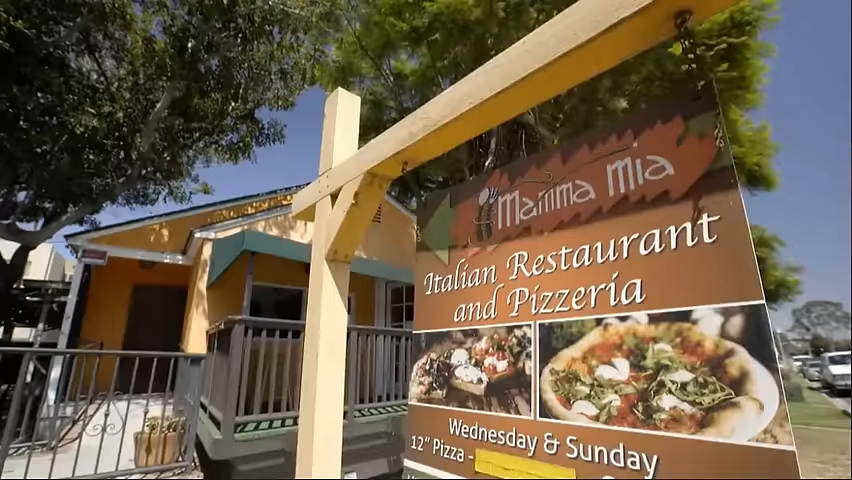 Mamma Mia
Italian Restaurant
and Pizzeria
Wednesday & Sunday
12" Pizza -